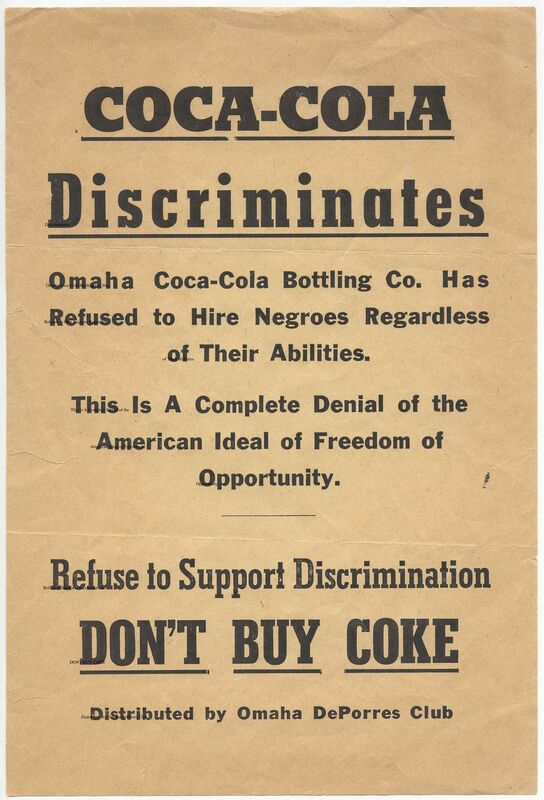 COCA-COLA
Discriminates
Omaha Coca-Cola Bottling Co. Has
Refused to Hire Negroes Regardless
of Their Abilities.
This Is A Complete Denial of the
American Ideal of Freedom of
Opportunity.
Refuse to Support Discrimination
DON'T BUY COKE
Distributed by Omaha DePorres Club